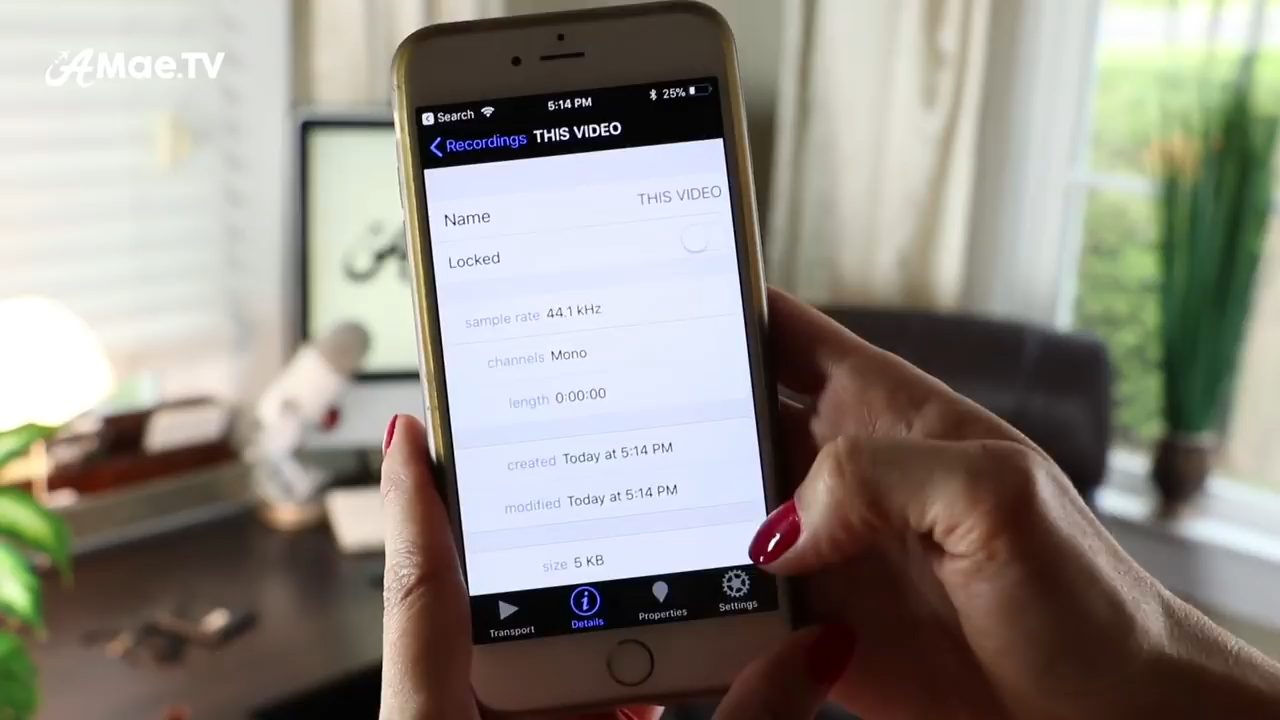 AMae.TV
Search 5:14 PM 25%
Recordings THIS VIDEO
Name THIS VIDEO
Locked
sample rate 44.1 kHz
channels Mono
length 0:00:00
created Today at 5:14 PM
modified Today at 5:14 PM
size 5 KB
Transport Details Properties Settings